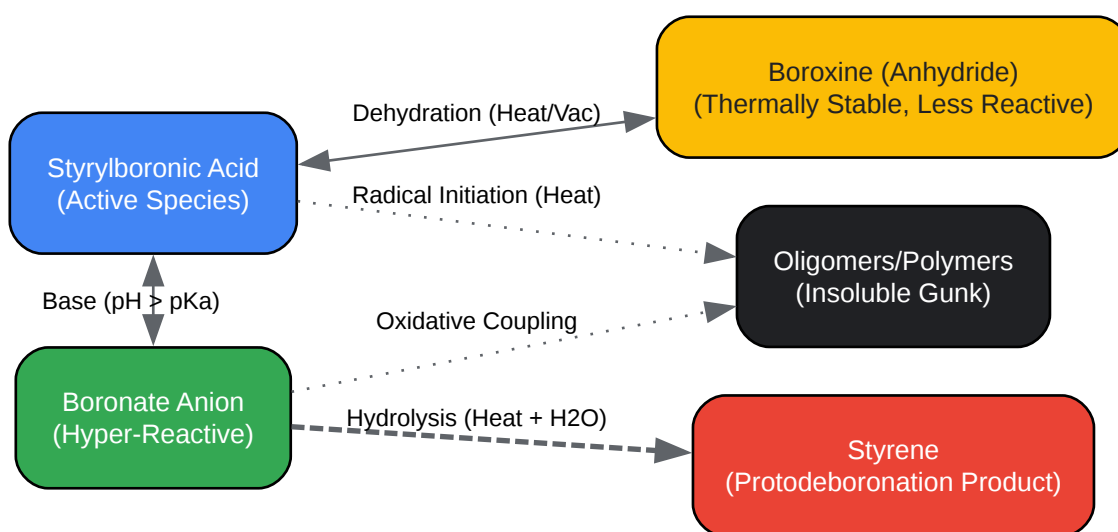 Boroxine (Anhydride)
(Thermally Stable, Less Reactive)
Dehydration (Heat/Vac)
Styrylboronic Acid
(Active Species)
Radical Initiation (Heat)
Oligomers/Polymers
(Insoluble Gunk)
Base (pH > pKa)
Oxidative Coupling
Boronate Anion
(Hyper-Reactive)
Hydrolysis (Heat + H2O)
Styrene
(Protodeboronation Product)